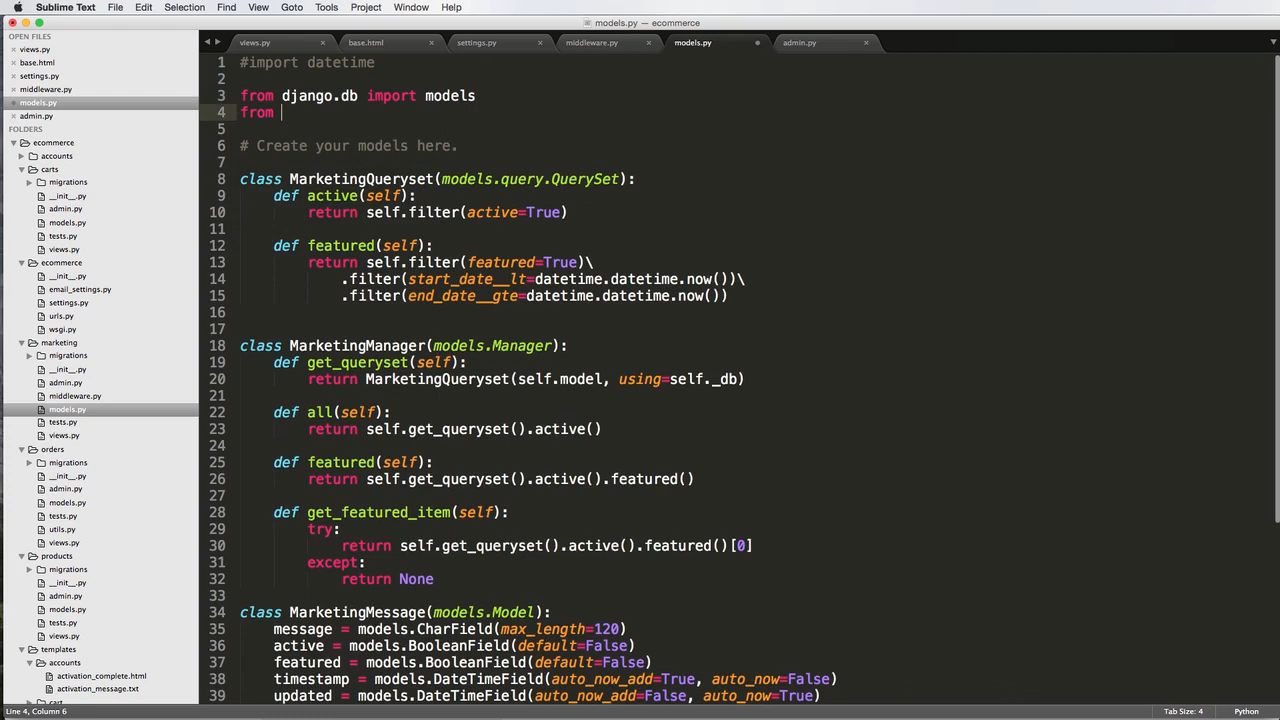 Sublime Text File Edit Selection Find View Goto Tools Project Window Help
models.py — ecommerce
OPEN FILES
views.py
base.html
settings.py
middleware.py
models.py
admin.py
FOLDERS
ecommerce
accounts
carts
migrations
__init__.py
admin.py
models.py
tests.py
views.py
ecommerce
__init__.py
email_settings.py
settings.py
urls.py
wsgi.py
marketing
migrations
__init__.py
admin.py
middleware.py
models.py
tests.py
views.py
orders
migrations
__init__.py
admin.py
models.py
tests.py
utils.py
views.py
products
migrations
__init__.py
admin.py
models.py
tests.py
views.py
templates
accounts
activation_complete.html
activation_message.txt
cart
views.py base.html settings.py middleware.py models.py admin.py
1 #import datetime
2
3 from django.db import models
4 from
5
6 # Create your models here.
7
8 class MarketingQueryset(models.query.QuerySet):
9 def active(self):
10 return self.filter(active=True)
11
12 def featured(self):
13 return self.filter(featured=True)\
14 .filter(start_date__lt=datetime.datetime.now())\
15 .filter(end_date__gte=datetime.datetime.now())
16
17
18 class MarketingManager(models.Manager):
19 def get_queryset(self):
20 return MarketingQueryset(self.model, using=self._db)
21
22 def all(self):
23 return self.get_queryset().active()
24
25 def featured(self):
26 return self.get_queryset().active().featured()
27
28 def get_featured_item(self):
29 try:
30 return self.get_queryset().active().featured()[0]
31 except:
32 return None
33
34 class MarketingMessage(models.Model):
35 message = models.CharField(max_length=120)
36 active = models.BooleanField(default=False)
37 featured = models.BooleanField(default=False)
38 timestamp = models.DateTimeField(auto_now_add=True, auto_now=False)
39 updated = models.DateTimeField(auto_now_add=False, auto_now=True)
Line 4, Column 6 Tab Size: 4 Python